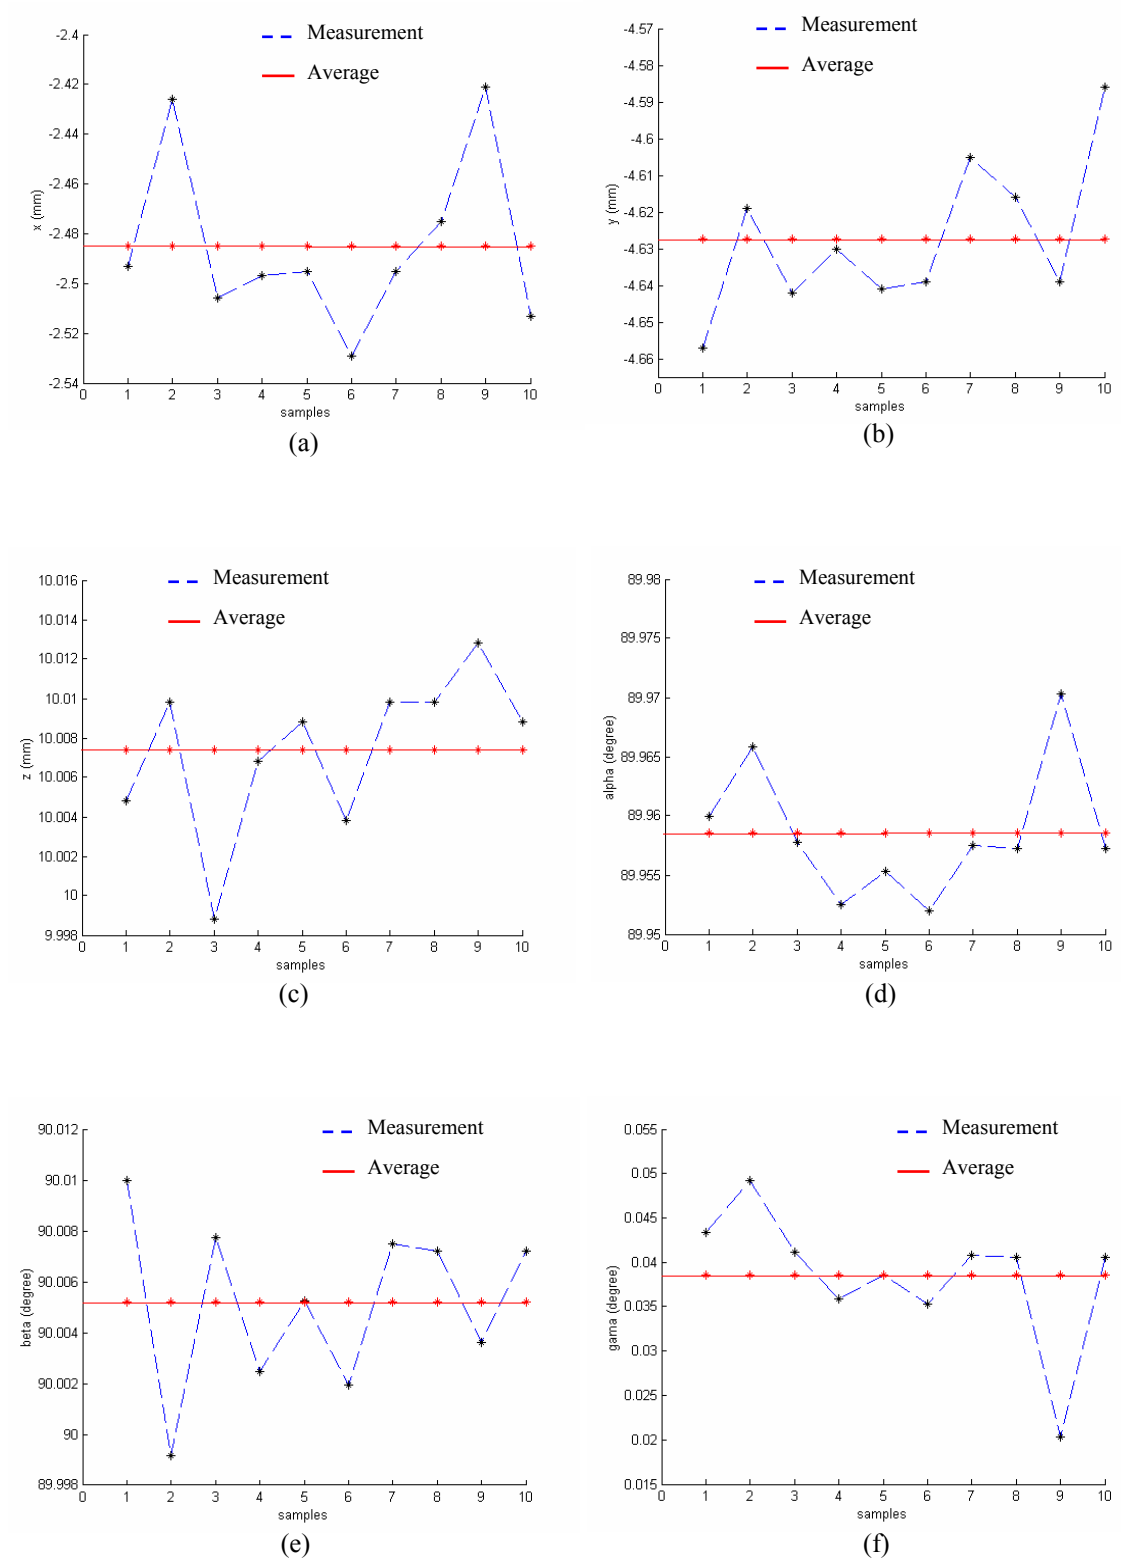 Measurement
Average
-2.4
-2.42
-2.44
-2.46
-2.48
-2.5
-2.52
-2.54
x (mm)
0 1 2 3 4 5 6 7 8 9 10
samples
(a)
Measurement
Average
-4.57
-4.58
-4.59
-4.6
-4.61
-4.62
-4.63
-4.64
-4.65
-4.66
y (mm)
0 1 2 3 4 5 6 7 8 9 10
samples
(b)
Measurement
Average
10.016
10.014
10.012
10.01
10.008
10.006
10.004
10.002
10
9.998
z (mm)
0 1 2 3 4 5 6 7 8 9 10
samples
(c)
Measurement
Average
89.98
89.975
89.97
89.965
89.96
89.955
89.95
alpha (degree)
0 1 2 3 4 5 6 7 8 9 10
samples
(d)
Measurement
Average
90.012
90.01
90.008
90.006
90.004
90.002
90
89.998
beta (degree)
0 1 2 3 4 5 6 7 8 9 10
samples
(e)
Measurement
Average
0.055
0.05
0.045
0.04
0.035
0.03
0.025
0.02
0.015
gama (degree)
0 1 2 3 4 5 6 7 8 9 10
samples
(f)